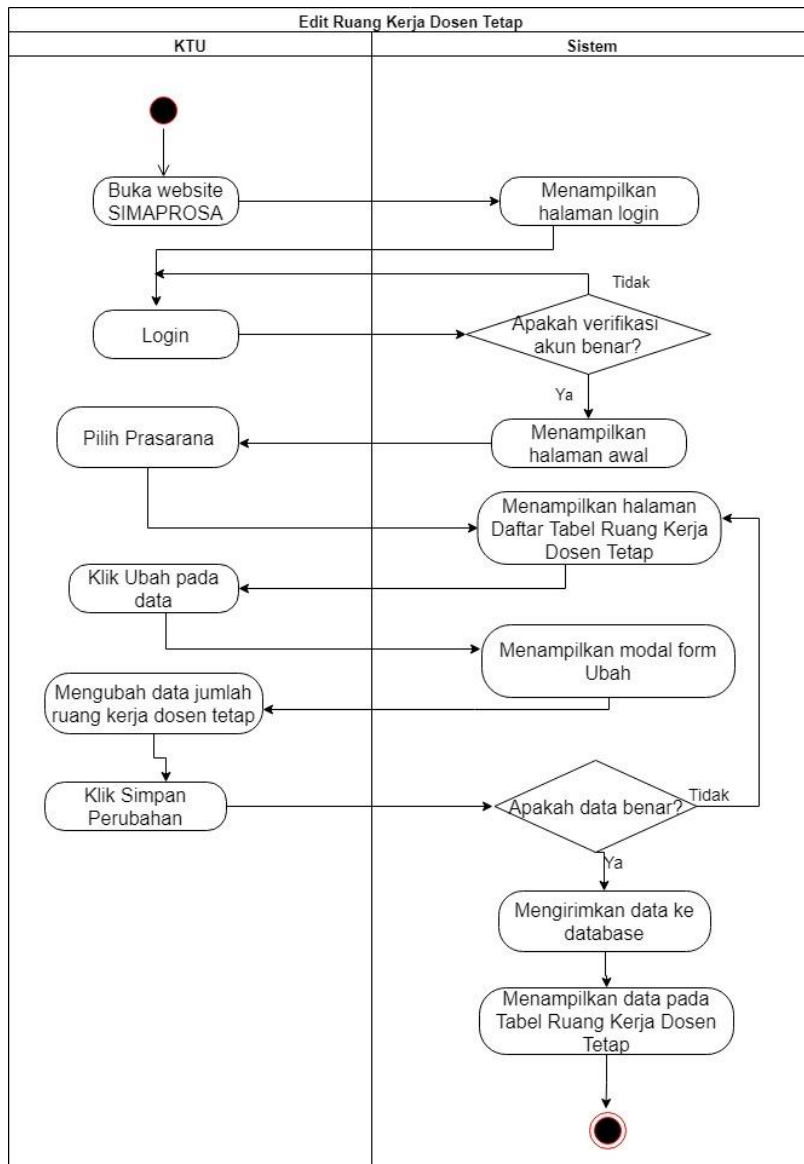 Edit Ruang Kerja Dosen Tetap
KTU
Sistem
Buka website
SIMAPROSA
Menampilkan
halaman login
Tidak
Login
Apakah verifikasi
akun benar?
Ya
Pilih Prasarana
Menampilkan
halaman awal
Menampilkan halaman
Daftar Tabel Ruang Kerja
Dosen Tetap
Klik Ubah pada
data
Menampilkan modal form
Ubah
Mengubah data jumlah
ruang kerja dosen tetap
Klik Simpan
Perubahan
Apakah data benar?
Tidak
Ya
Mengirimkan data ke
database
Menampilkan data pada
Tabel Ruang Kerja Dosen
Tetap